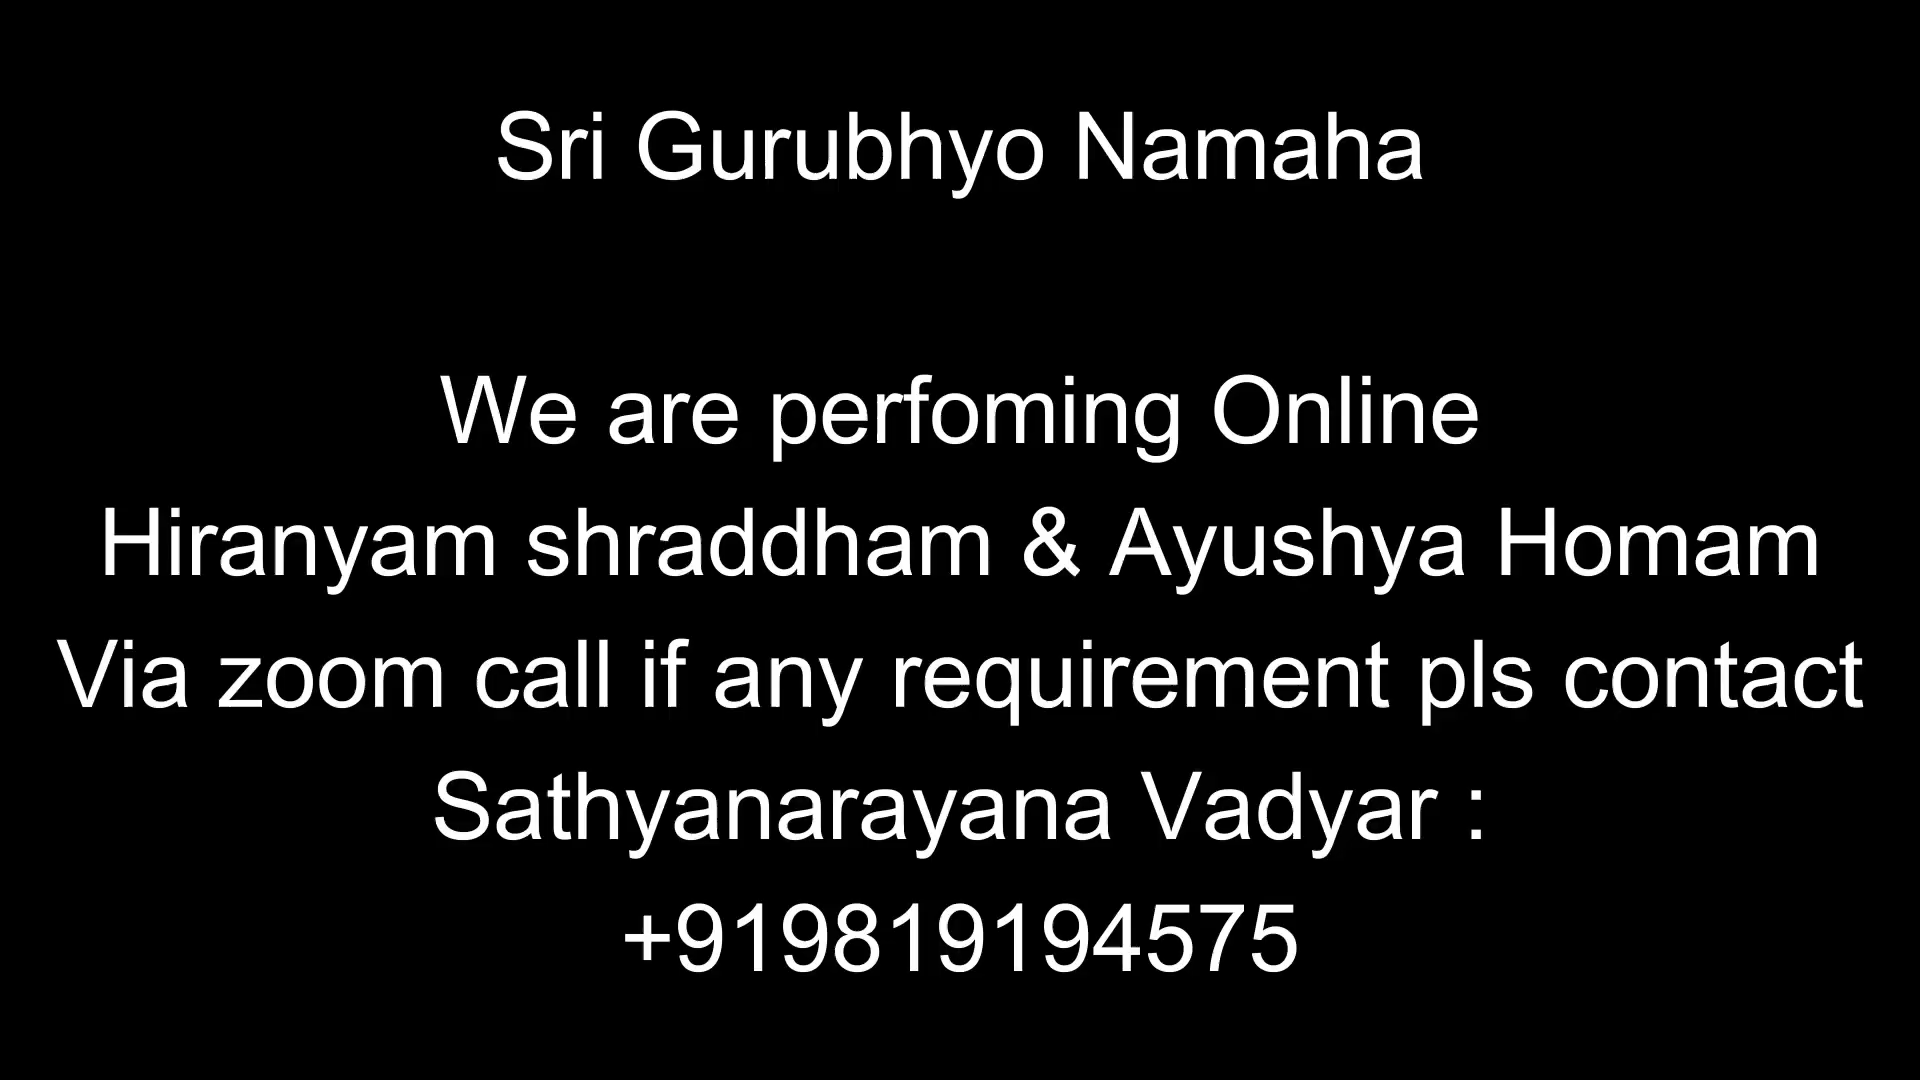 Sri Gurubhyo Namaha
We are perfoming Online
Hiranyam shraddham & Ayushya Homam
Via zoom call if any requirement pls contact
Sathyanarayana Vadyar :
+919819194575